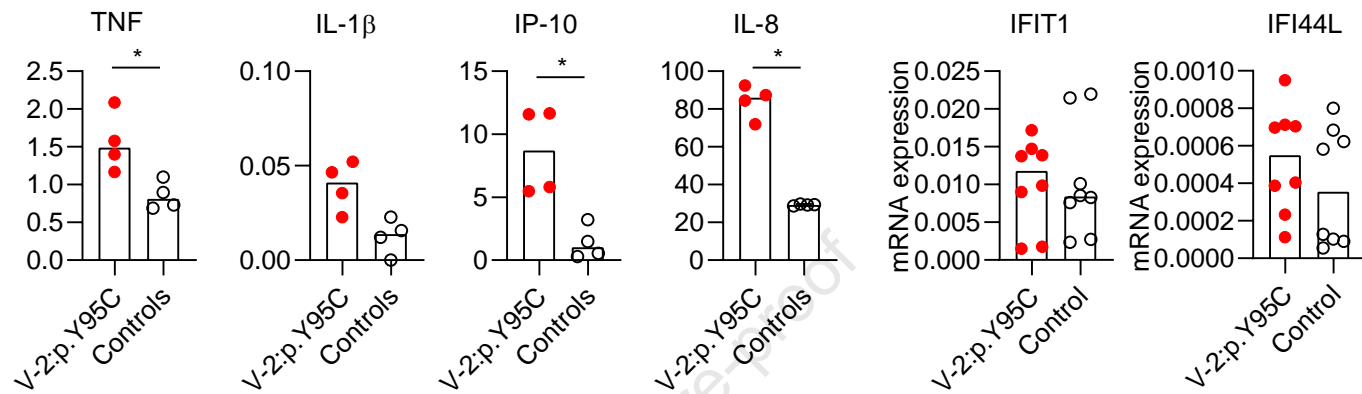 TNF
*
2.5
2.0
1.5
1.0
0.5
0.0
V-2:p.Y95C
Controls
IL-1β
0.10
0.05
0.00
V-2:p.Y95C
Controls
IP-10
*
15
10
5
0
V-2:p.Y95C
Controls
IL-8
*
100
80
60
40
20
0
V-2:p.Y95C
Controls
IFIT1
mRNA expression
0.025
0.020
0.015
0.010
0.005
0.000
V-2:p.Y95C
Control
IFI44L
mRNA expression
0.0010
0.0008
0.0006
0.0004
0.0002
0.0000
V-2:p.Y95C
Control
re-proof